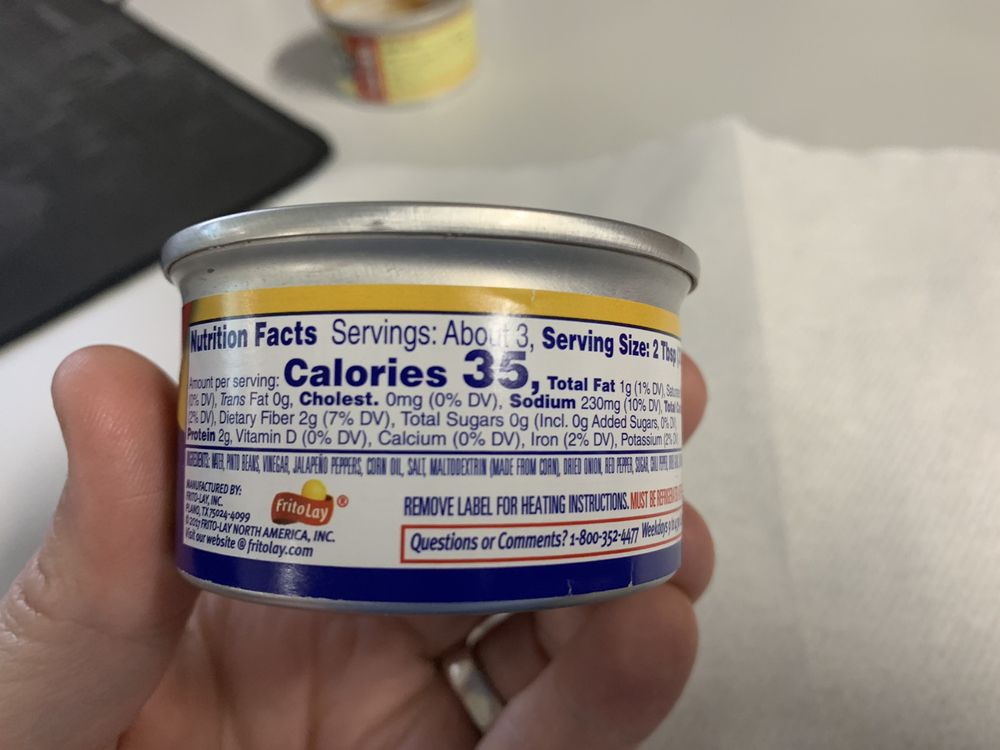 Nutrition Facts Servings: About 3, Serving Size: 2 Tbsp
Amount per serving: Calories 35, Total Fat 1g (1% DV),
(0% DV), Trans Fat 0g, Cholest. 0mg (0% DV), Sodium 230mg (10% DV), Total
(2% DV), Dietary Fiber 2g (7% DV), Total Sugars 0g (Incl. 0g Added Sugars, 0%
Protein 2g, Vitamin D (0% DV), Calcium (0% DV), Iron (2% DV), Potassium (2%
INGREDIENTS: WATER, PINTO BEANS, VINEGAR, JALAPEÑO PEPPERS, CORN OIL, SALT, MALTODEXTRIN (MADE FROM CORN), DRIED ONION, RED PEPPER, SUGAR,
MANUFACTURED BY:
FRITO-LAY, INC.
PLANO, TX 75024-4099
© 2017 FRITO-LAY NORTH AMERICA, INC.
Visit our website @ fritolay.com
FritoLay ®
REMOVE LABEL FOR HEATING INSTRUCTIONS. MUST BE
Questions or Comments? 1-800-352-4477 Weekdays